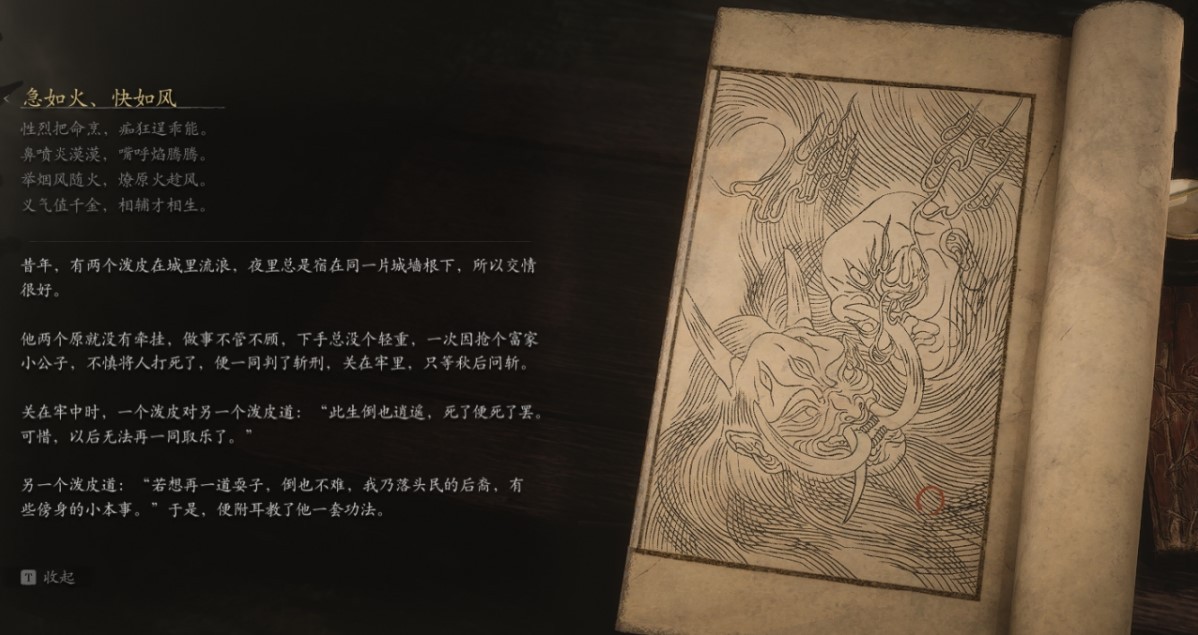 急如火、快如风
性烈把命烹，痴狂逞乖能。
鼻喷炎漠漠，嘴呼焰腾腾。
举烟风随火，燎原火趁风。
义气值千金，相辅才相生。
昔年，有两个泼皮在城里流浪，夜里总是宿在同一片城墙根下，所以交情
很好。
他两个原就没有牵挂，做事不管不顾，下手总没个轻重，一次因抢个富家
小公子，不慎将人打死了，便一同判了斩刑，关在牢里，只等秋后问斩。
关在牢中时，一个泼皮对另一个泼皮道：“此生倒也逍遥，死了便死了罢。
可惜，以后无法再一同取乐了。”
另一个泼皮道：“若想再一道耍子，倒也不难，我乃落头民的后裔，有
些傍身的小本事。”于是，便附耳教了他一套功法。
T 收起